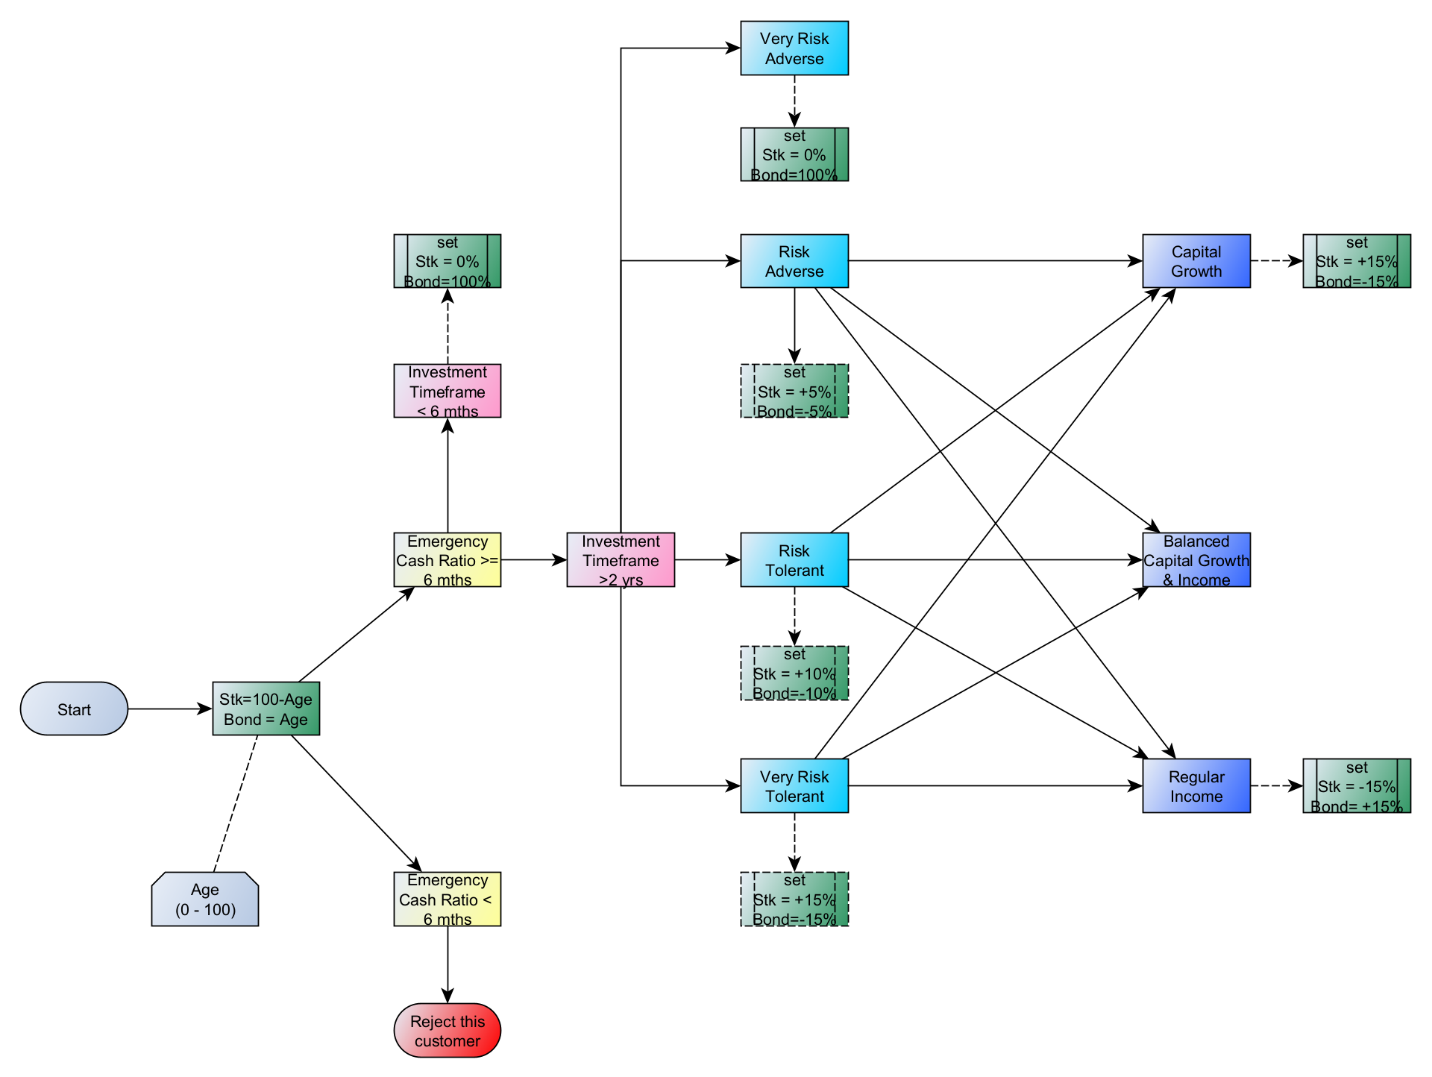 Very Risk
Adverse
set
Stk = 0%
Bond=100%
set
Stk = 0%
Bond=100%
Risk
Adverse
Capital
Growth
set
Stk = +15%
Bond=-15%
Investment
Timeframe
< 6 mths
set
Stk = +5%
Bond=-5%
Emergency
Cash Ratio >=
6 mths
Investment
Timeframe
>2 yrs
Risk
Tolerant
Balanced
Capital Growth
& Income
set
Stk = +10%
Bond=-10%
Start
Stk=100-Age
Bond = Age
Very Risk
Tolerant
Regular
Income
set
Stk = -15%
Bond= +15%
Age
(0 - 100)
Emergency
Cash Ratio <
6 mths
set
Stk = +15%
Bond=-15%
Reject this
customer